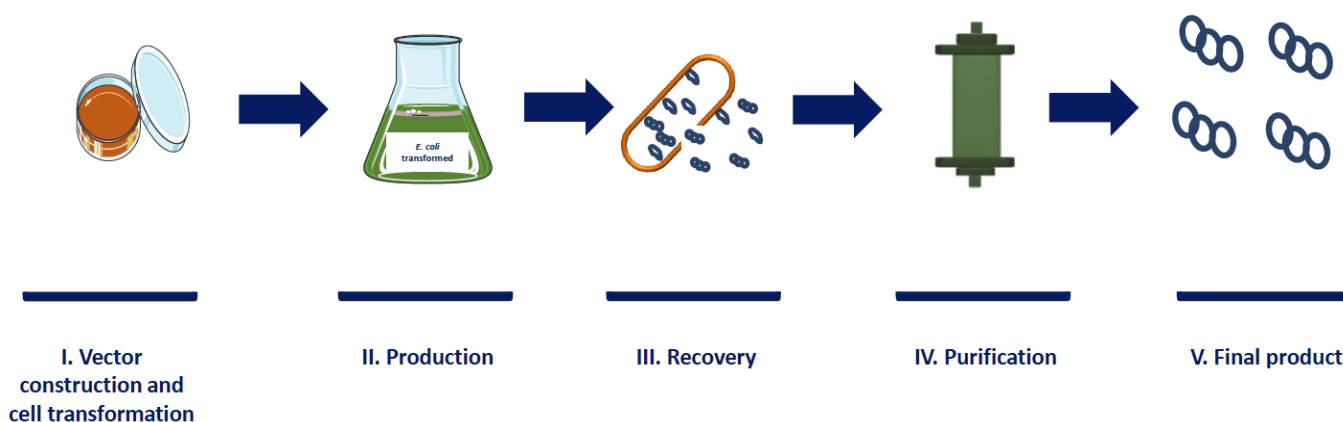 E. coli
transformed
I. Vector
construction and
cell transformation
II. Production
III. Recovery
IV. Purification
V. Final product